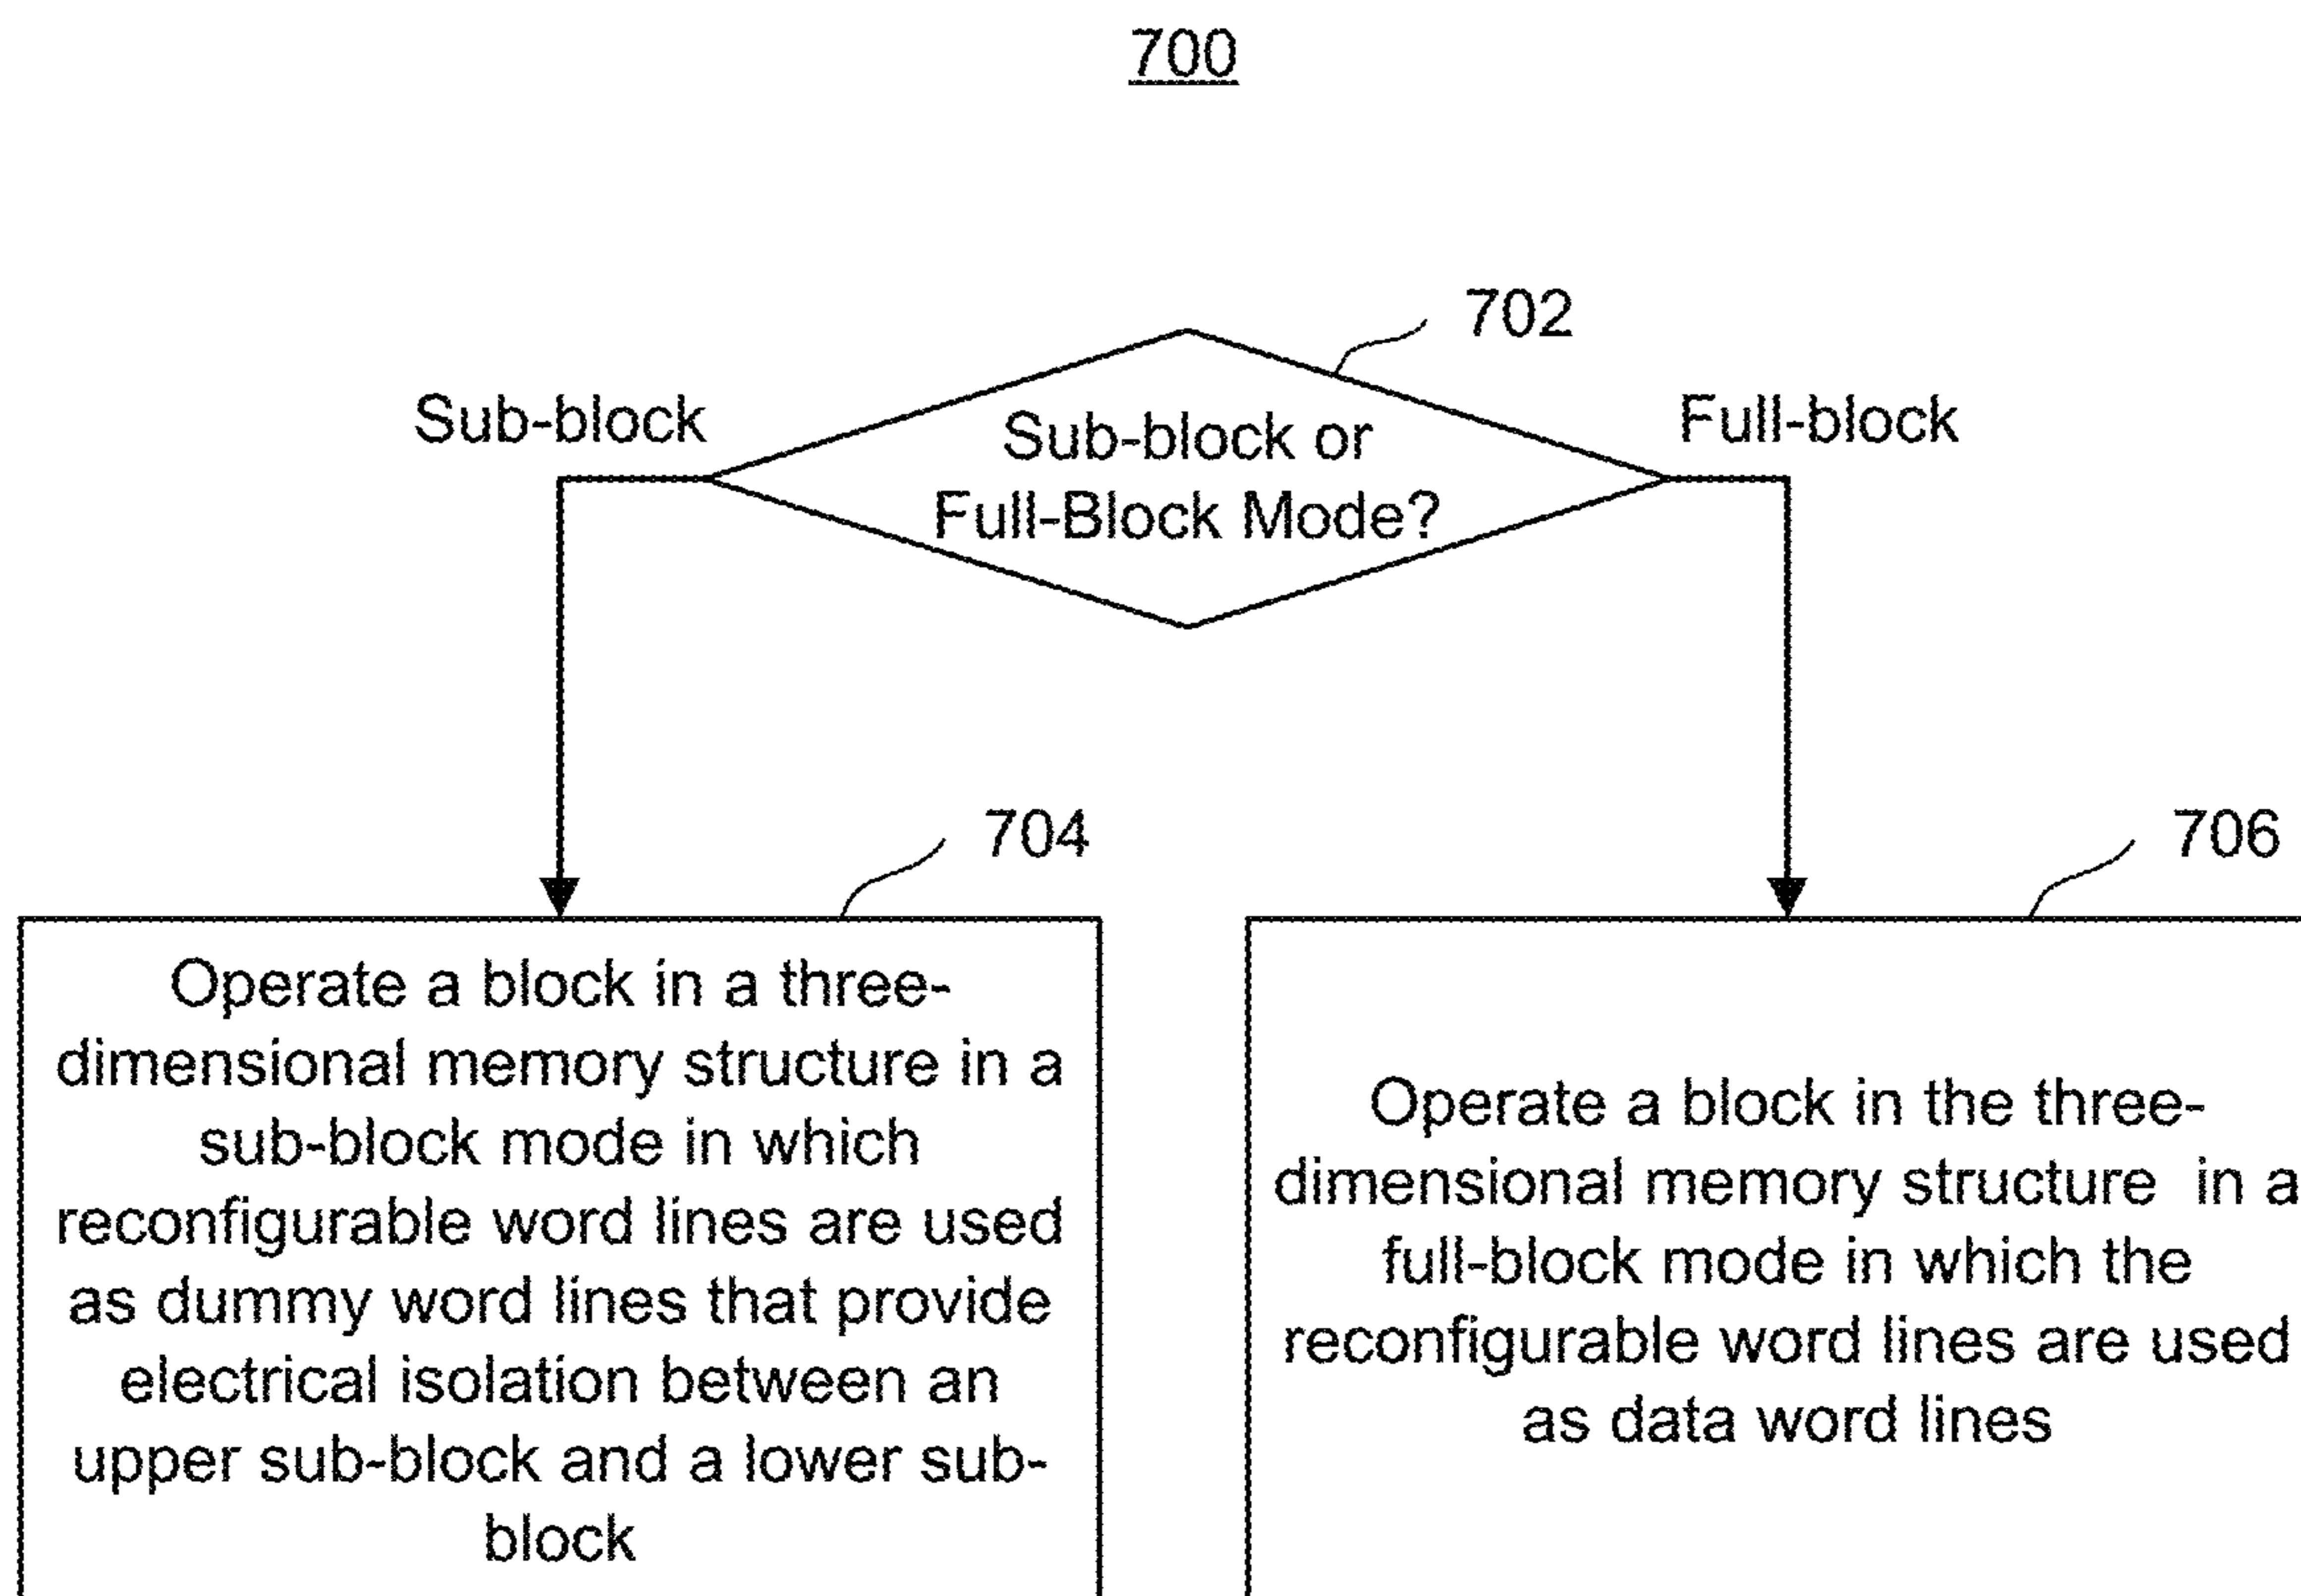 700
702
Sub-block
Sub-block or
Full-Block Mode?
Full-block
704
706
Operate a block in a three-
dimensional memory structure in a
sub-block mode in which
reconfigurable word lines are used
as dummy word lines that provide
electrical isolation between an
upper sub-block and a lower sub-
block
Operate a block in the three-
dimensional memory structure in a
full-block mode in which the
reconfigurable word lines are used
as data word lines